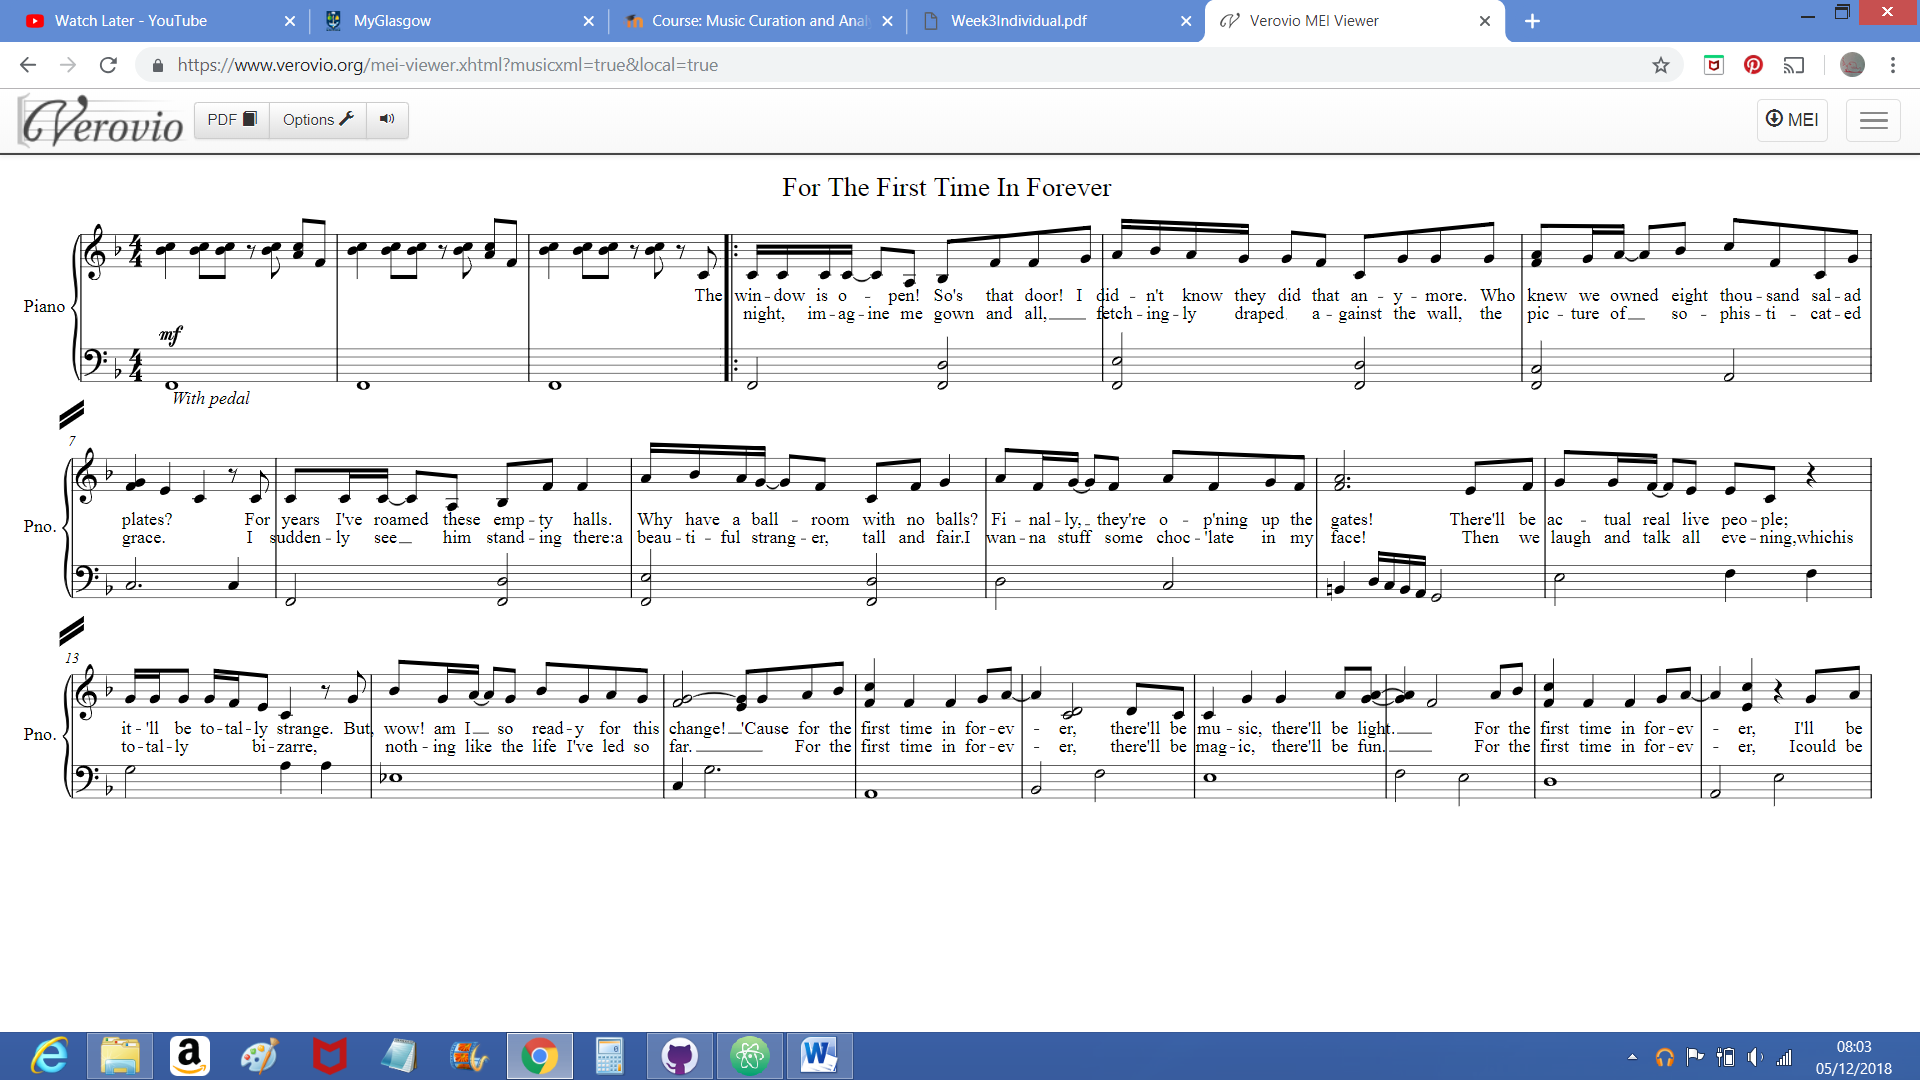 Watch Later - YouTube
MyGlasgow
Course: Music Curation and Anal
Week3Individual.pdf
Verovio MEI Viewer
https://www.verovio.org/mei-viewer.xhtml?musicxml=true&local=true
Verovio
PDF
Options
MEI
For The First Time In Forever
Piano
4 4
The win-dow is o - pen! So's that door! I did - n't know they did that an - y - more. Who knew we owned eight thou - sand sal - ad
night, im - ag - ine me gown and all,___ fetch - ing - ly draped a - gainst the wall, the pic - ture of__ so - phis - ti - cat - ed
mf
4 4
With pedal
7
Pno.
plates? For years I've roamed these emp - ty halls. Why have a ball - room with no balls? Fi - nal - ly,_ they're o - p'ning up the gates! There'll be ac - tual real live peo - ple;
grace. I sudden - ly see__ him stand - ing there:a beau - ti - ful strang - er, tall and fair.I wan - na stuff some choc - 'late in my face! Then we laugh and talk all eve - ning,whichis
13
Pno.
it - 'll be to-tal-ly strange. But, wow! am I__ so read-y for this change!__'Cause for the first time in for-ev - er, there'll be mu - sic, there'll be light.___ For the first time in for-ev - er, I'll be
to-tal-ly bi-zarre, noth - ing like the life I've led so far.____ For the first time in for-ev - er, there'll be mag-ic, there'll be fun.___ For the first time in for-ev - er, Icould be
08:03
05/12/2018